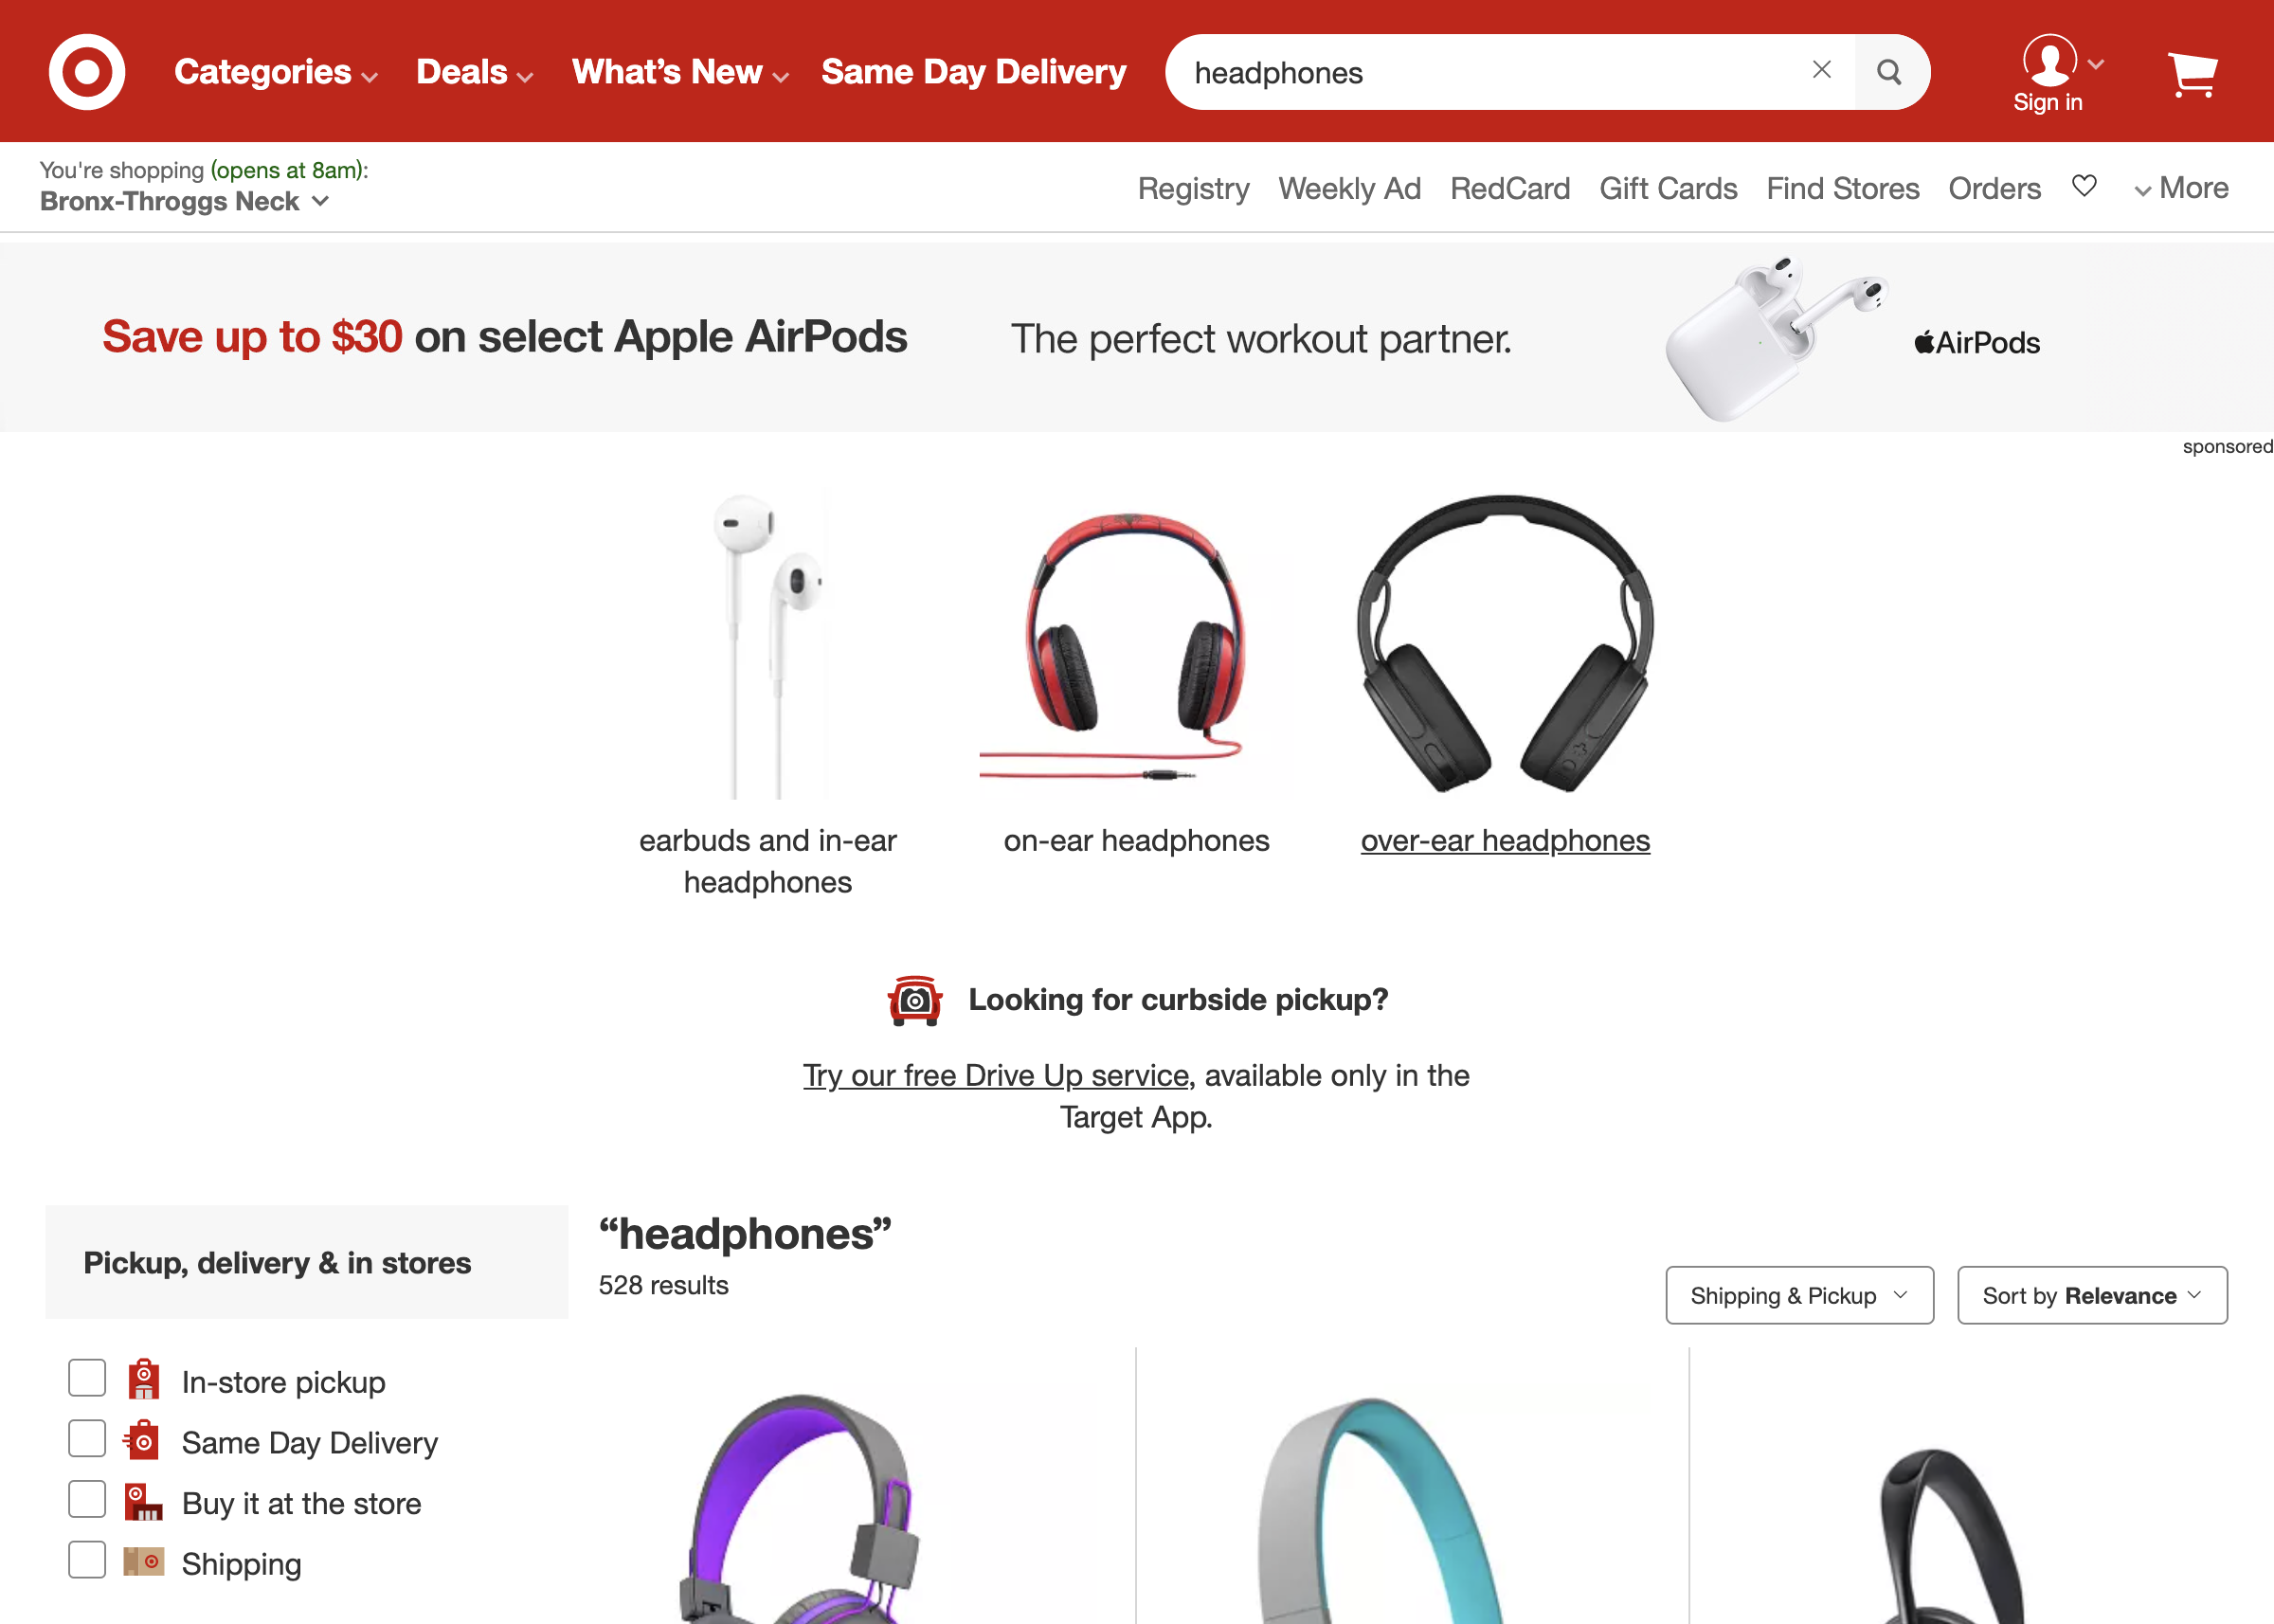 Categories
Deals
What's New
Same Day Delivery
headphones
Sign in
You're shopping (opens at 8am):
Bronx-Throggs Neck
Registry
Weekly Ad
RedCard
Gift Cards
Find Stores
Orders
More
Save up to $30 on select Apple AirPods
The perfect workout partner.
AirPods
sponsored
earbuds and in-ear
headphones
on-ear headphones
over-ear headphones
Looking for curbside pickup?
Try our free Drive Up service, available only in the
Target App.
Pickup, delivery & in stores
In-store pickup
Same Day Delivery
Buy it at the store
Shipping
“headphones”
528 results
Shipping & Pickup
Sort by Relevance